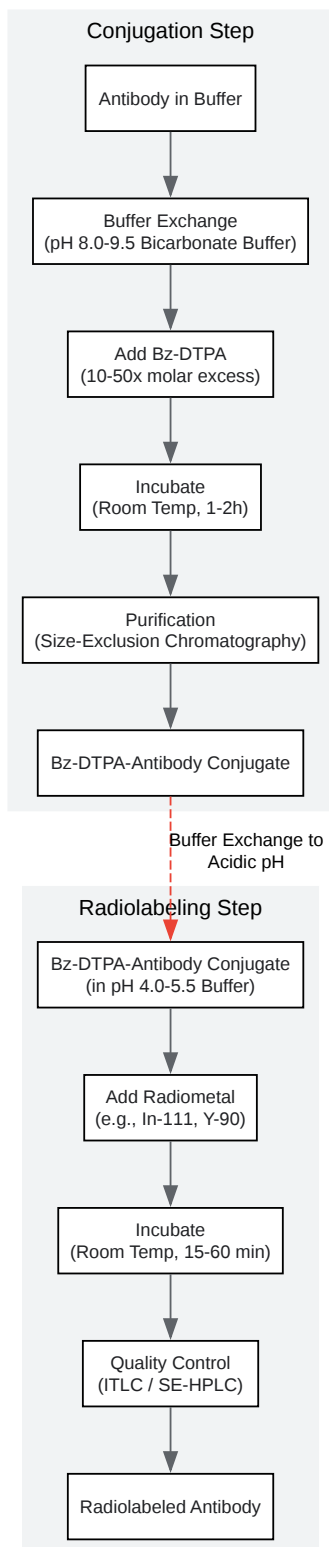 Conjugation Step
Antibody in Buffer
Buffer Exchange
(pH 8.0-9.5 Bicarbonate Buffer)
Add Bz-DTPA
(10-50x molar excess)
Incubate
(Room Temp, 1-2h)
Purification
(Size-Exclusion Chromatography)
Bz-DTPA-Antibody Conjugate
Buffer Exchange to
Acidic pH
Radiolabeling Step
Bz-DTPA-Antibody Conjugate
(in pH 4.0-5.5 Buffer)
Add Radiometal
(e.g., In-111, Y-90)
Incubate
(Room Temp, 15-60 min)
Quality Control
(ITLC / SE-HPLC)
Radiolabeled Antibody